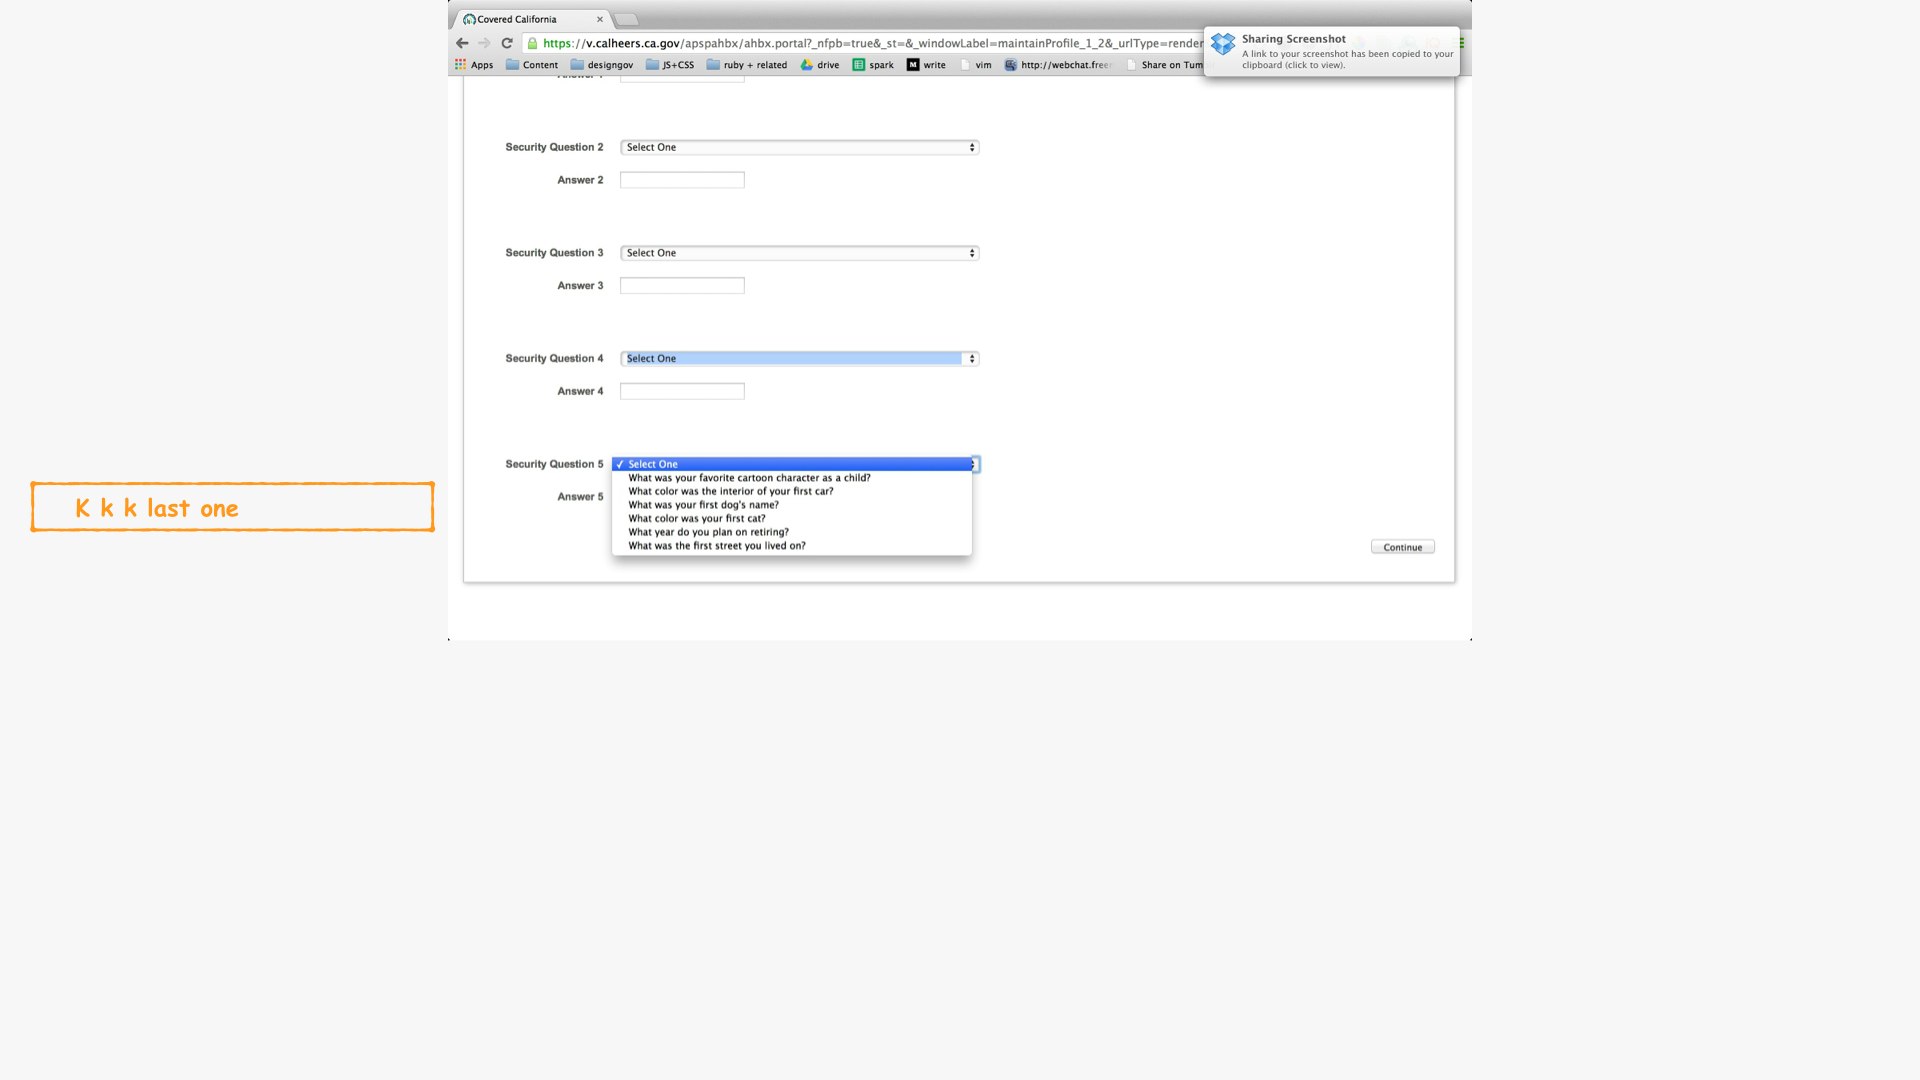 Covered California
https://v.calheers.ca.gov/apspahbx/ahbx.portal?_nfpb=true&_st=&_windowLabel=maintainProfile_1_2&_urlType=render
Sharing Screenshot
A link to your screenshot has been copied to your
clipboard (click to view).
Apps Content designgov JS+CSS ruby + related drive spark write vim http://webchat.free Share on Tum
Security Question 2 Select One
Answer 2
Security Question 3 Select One
Answer 3
Security Question 4 Select One
Answer 4
Security Question 5 ✓ Select One
What was your favorite cartoon character as a child?
What color was the interior of your first car?
Answer 5
What was your first dog's name?
What color was your first cat?
What year do you plan on retiring?
What was the first street you lived on?
Continue
K k k last one